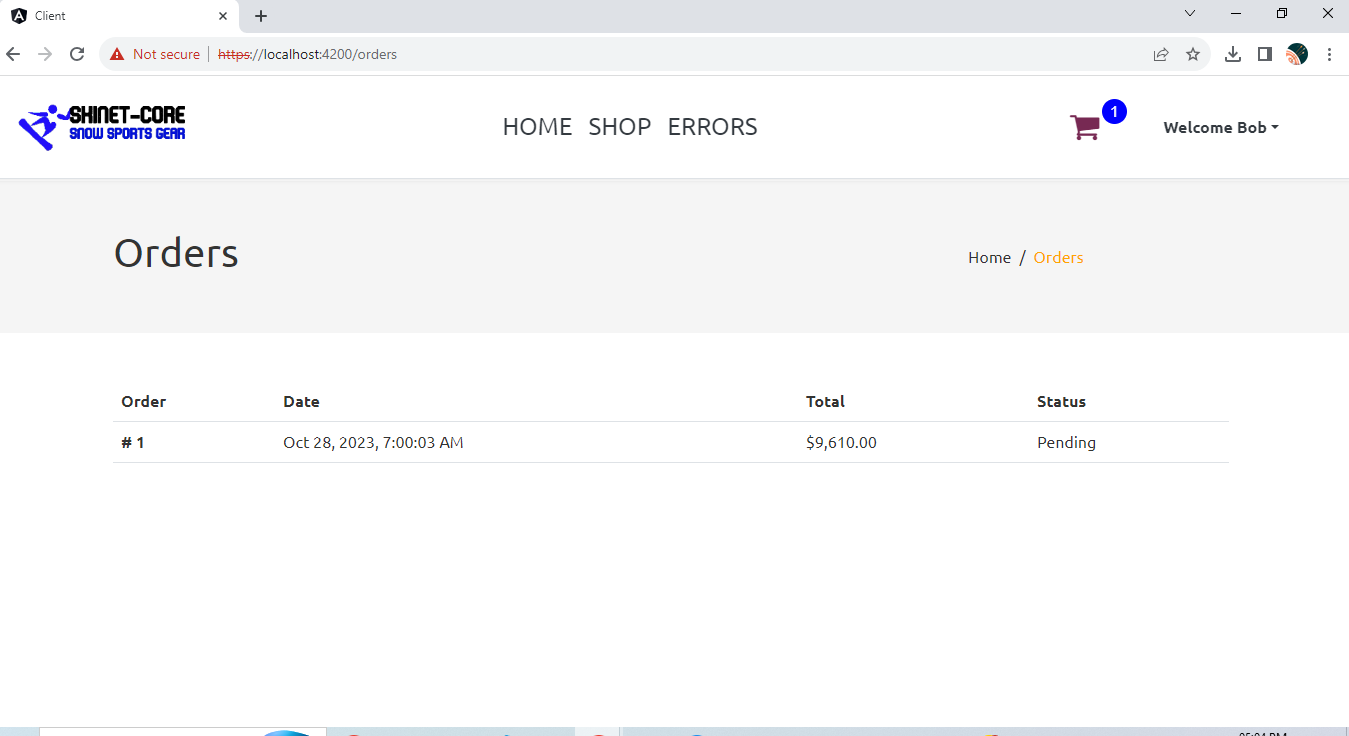 Client
Not secure https://localhost:4200/orders
SKINET-CORE
SNOW SPORTS GEAR
HOME SHOP ERRORS
1
Welcome Bob
Orders
Home / Orders
Order Date Total Status
# 1 Oct 28, 2023, 7:00:03 AM $9,610.00 Pending